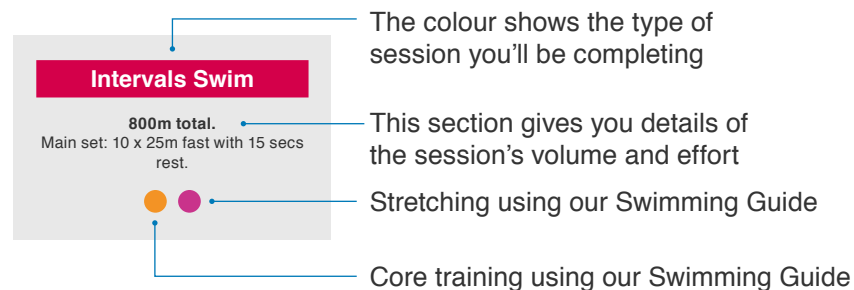 The colour shows the type of
session you'll be completing
Intervals Swim
800m total.
Main set: 10 x 25m fast with 15 secs
rest.
This section gives you details of
the session's volume and effort
Stretching using our Swimming Guide
Core training using our Swimming Guide